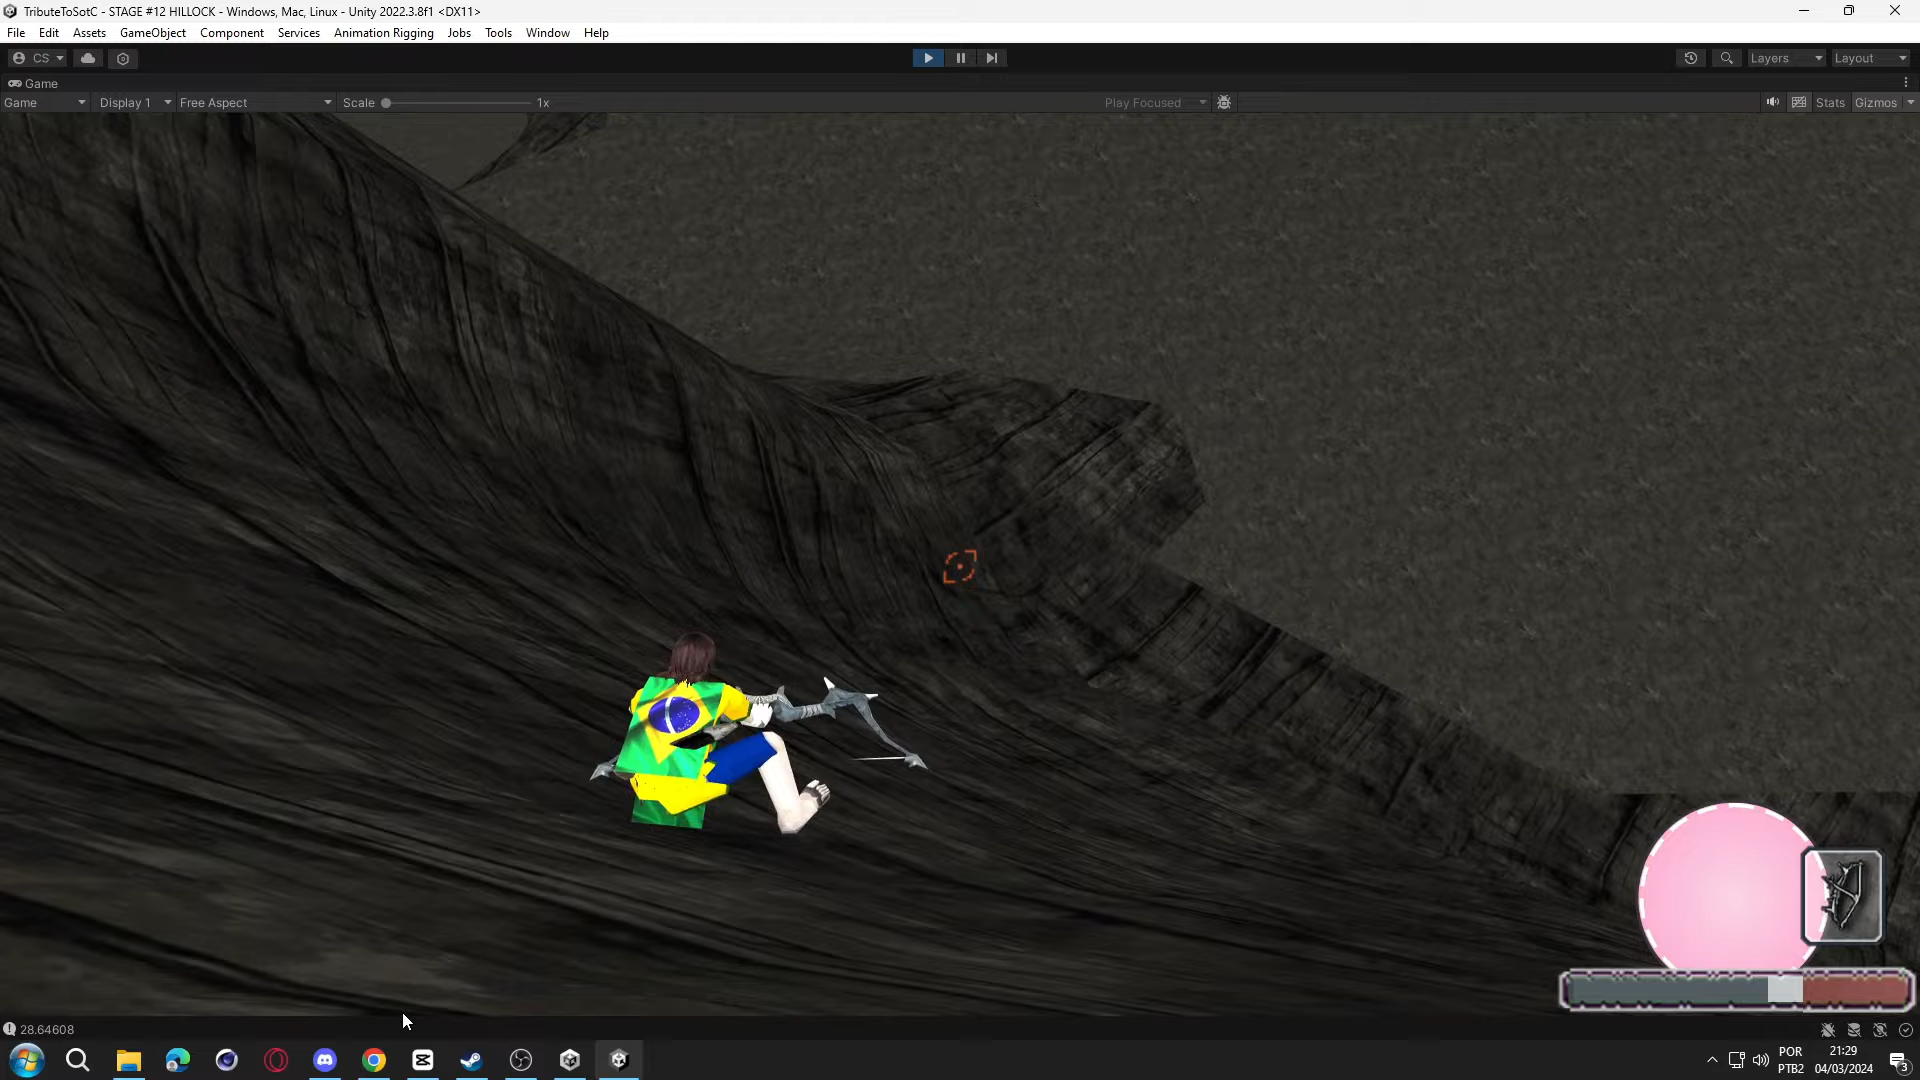 TributeToSotC - STAGE #12 HILLOCK - Windows, Mac, Linux - Unity 2022.3.8f1 <DX11>
File Edit Assets GameObject Component Services Animation Rigging Jobs Tools Window Help
CS Layers Layout
Game
Game Display 1 Free Aspect Scale 1x Play Focused Stats Gizmos
28.64608
POR 21:29
PTB2 04/03/2024 3